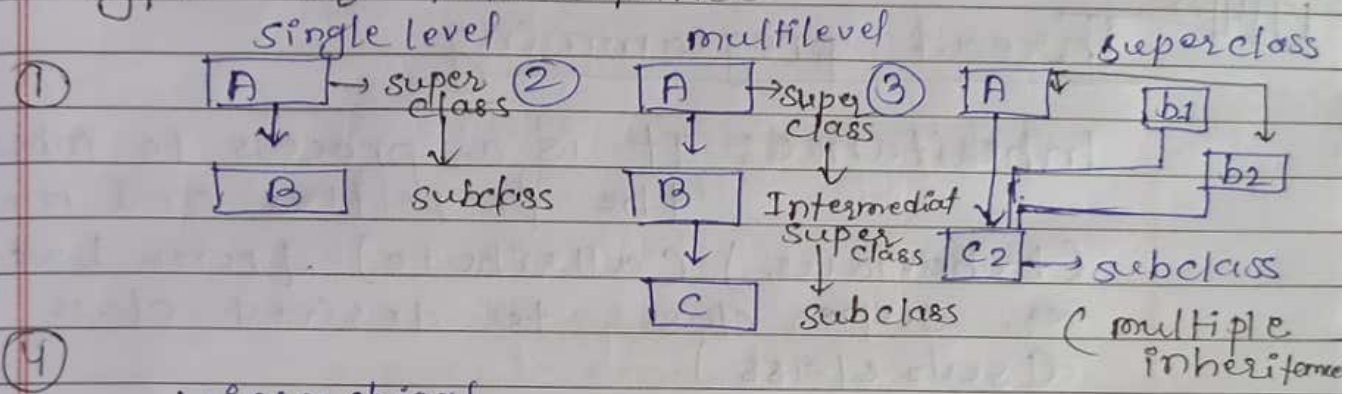 single level
multilevel
superclass
① A → super class
② A → super class
③ A b1
b2
B subclass
B Intermediat super class
C2 → subclass
C subclass
( multiple inheritance
④